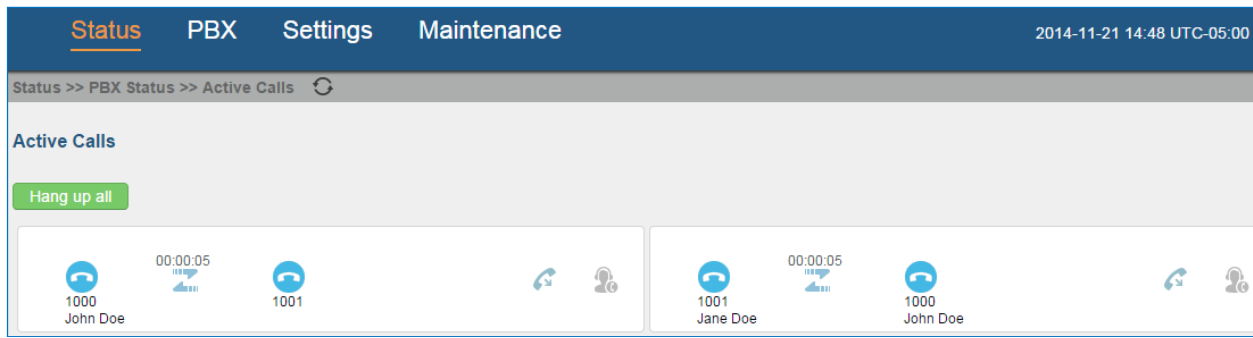 Status PBX Settings Maintenance 2014-11-21 14:48 UTC-05:00
Status >> PBX Status >> Active Calls
Active Calls
Hang up all
00:00:05
1000
John Doe
1001
00:00:05
1001
Jane Doe
1000
John Doe